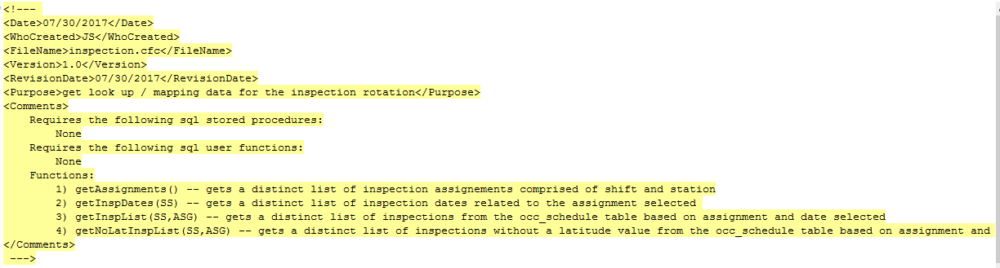 <!---
<Date>07/30/2017</Date>
<WhoCreated>JS</WhoCreated>
<FileName>inspection.cfc</FileName>
<Version>1.0</Version>
<RevisionDate>07/30/2017</RevisionDate>
<Purpose>get look up / mapping data for the inspection rotation</Purpose>
<Comments>
    Requires the following sql stored procedures:
        None
    Requires the following sql user functions:
        None
    Functions:
        1) getAssignments() -- gets a distinct list of inspection assignements comprised of shift and station
        2) getInspDates(SS) -- gets a distinct list of inspection dates related to the assignment selected
        3) getInspList(SS,ASG) -- gets a distinct list of inspections from the occ_schedule table based on assignment and date selected
        4) getNoLatInspList(SS,ASG) -- gets a distinct list of inspections without a latitude value from the occ_schedule table based on assignment and
</Comments>
 --->